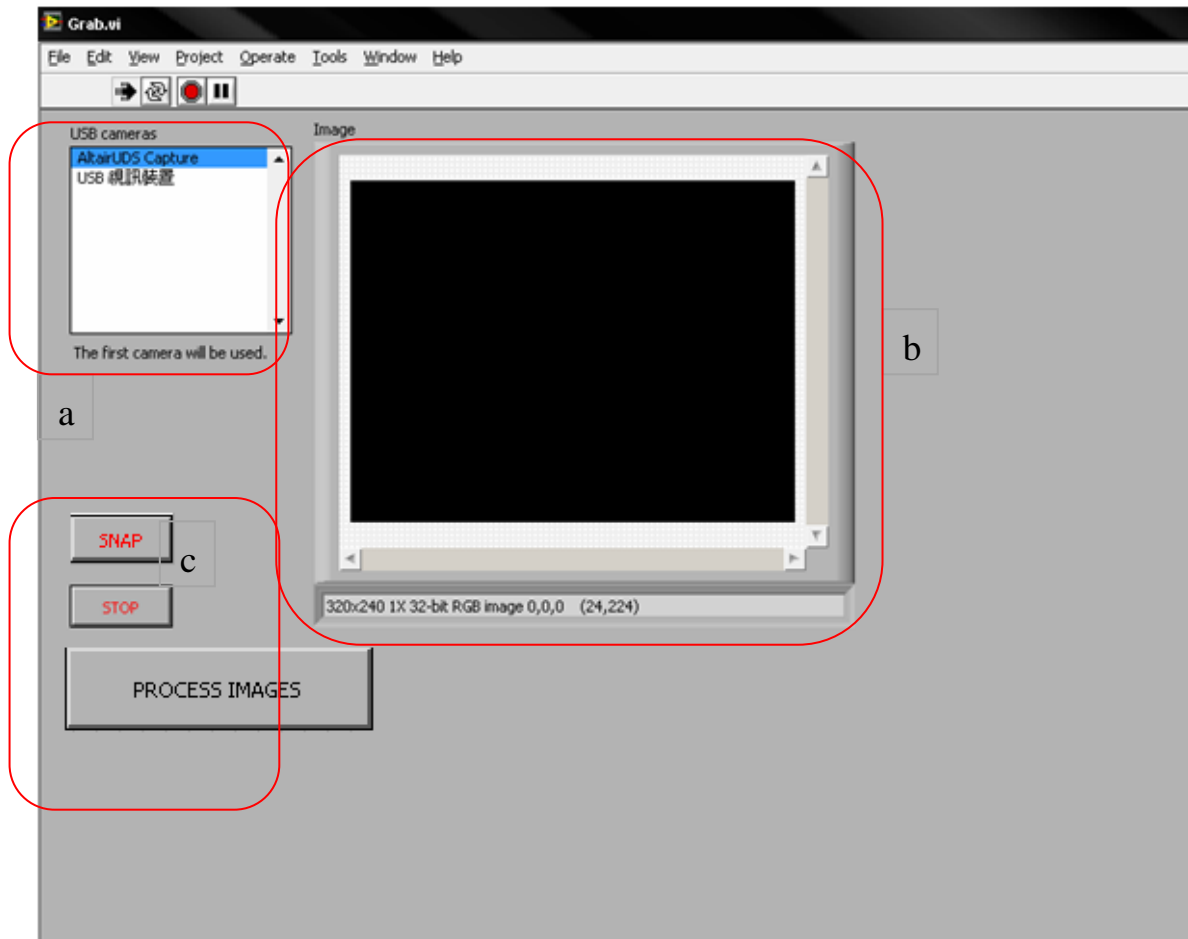 Grab.vi
File Edit View Project Operate Tools Window Help
USB cameras
AltairUDS Capture
USB 視訊裝置
The first camera will be used.
a
Image
320x240 1X 32-bit RGB image 0,0,0 (24,224)
b
SNAP
c
STOP
PROCESS IMAGES